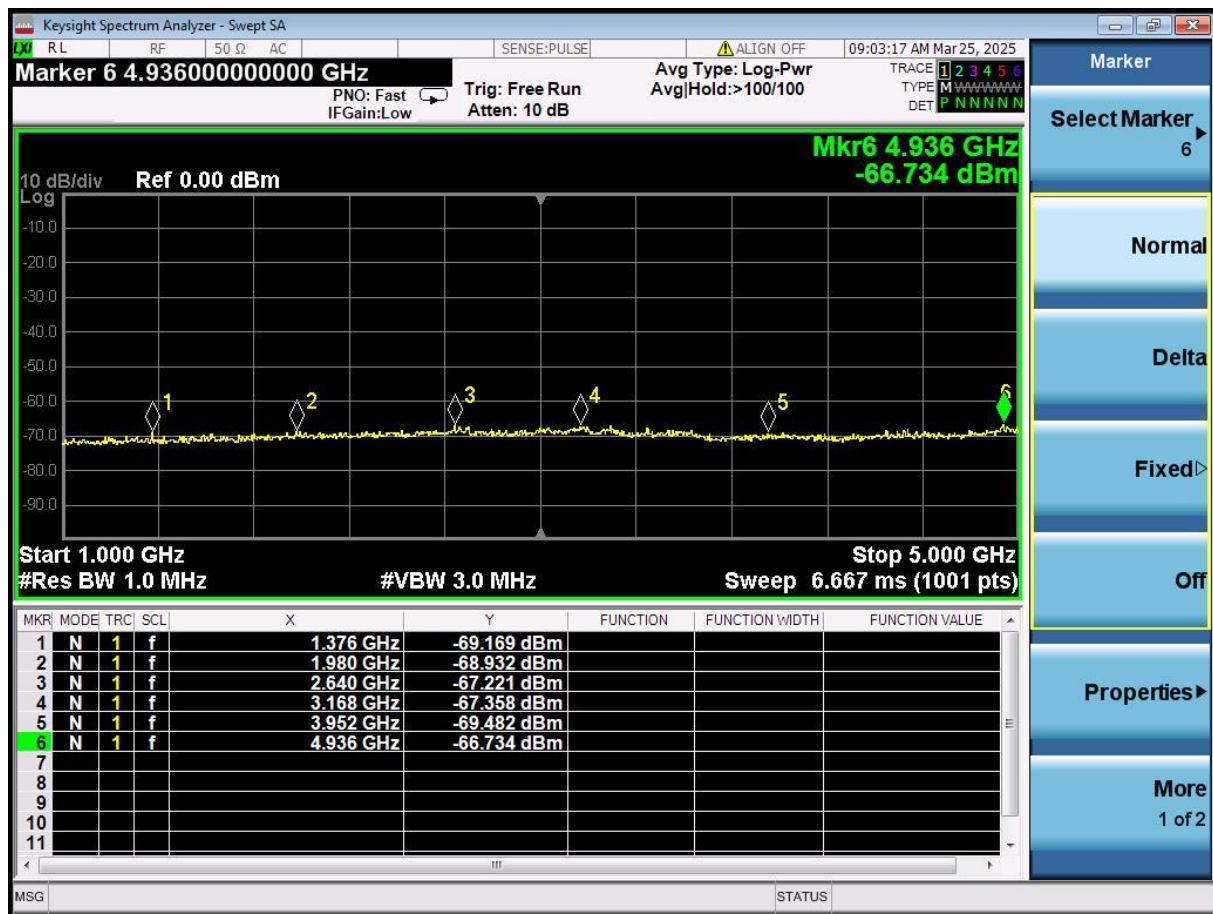 Keysight Spectrum Analyzer - Swept SA
LXI RL RF 50 Ω AC SENSE:PULSE ALIGN OFF 09:03:17 AM Mar 25, 2025
Marker 6 4.936000000000 GHz
PNO: Fast
IFGain:Low
Trig: Free Run
Atten: 10 dB
Avg Type: Log-Pwr
Avg|Hold:>100/100
TRACE 1 2 3 4 5 6
TYPE M WWWWW
DET P N N N N N
Mkr6 4.936 GHz
-66.734 dBm
10 dB/div Ref 0.00 dBm
Log
-10.0
-20.0
-30.0
-40.0
-50.0
-60.0
-70.0
-80.0
-90.0
1 2 3 4 5 6
Start 1.000 GHz Stop 5.000 GHz
#Res BW 1.0 MHz #VBW 3.0 MHz Sweep 6.667 ms (1001 pts)
MKR MODE TRC SCL X Y FUNCTION FUNCTION WIDTH FUNCTION VALUE
1 N 1 f 1.376 GHz -69.169 dBm
2 N 1 f 1.980 GHz -68.932 dBm
3 N 1 f 2.640 GHz -67.221 dBm
4 N 1 f 3.168 GHz -67.358 dBm
5 N 1 f 3.952 GHz -69.482 dBm
6 N 1 f 4.936 GHz -66.734 dBm
7
8
9
10
11
MSG STATUS
Marker
Select Marker
6
Normal
Delta
Fixed
Off
Properties
More
1 of 2